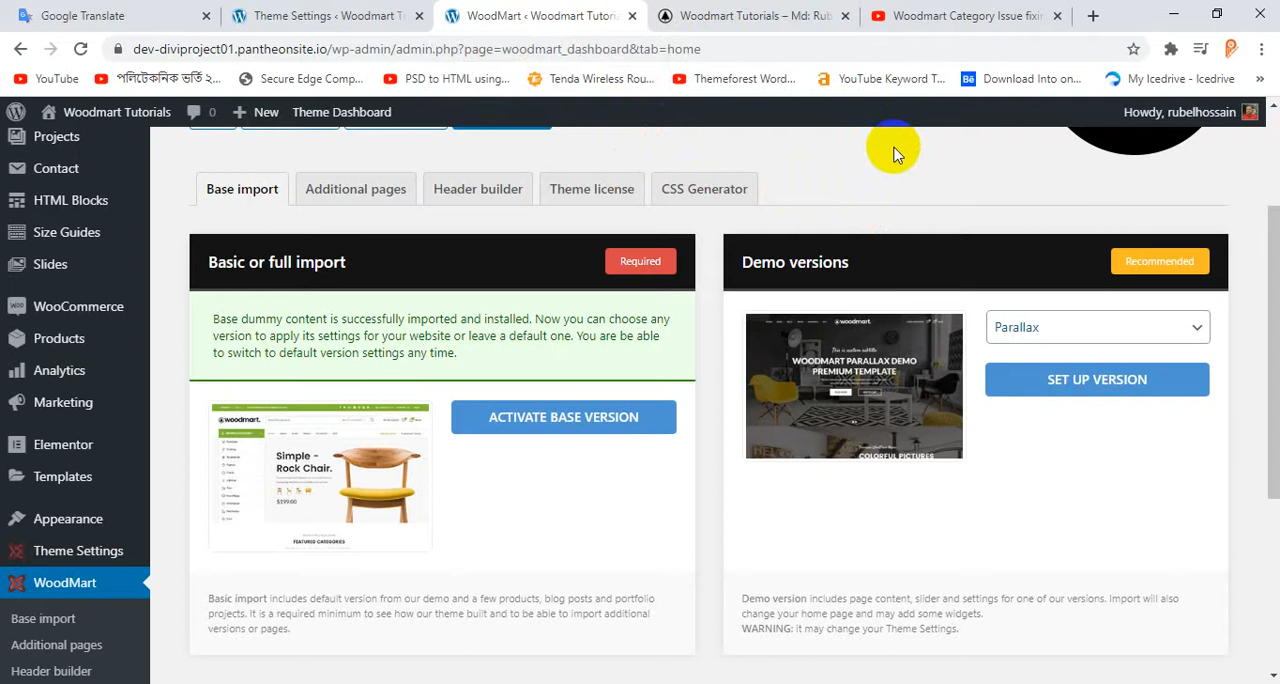 Google Translate
Theme Settings ‹ Woodmart T
WoodMart ‹ Woodmart Tutoria
Woodmart Tutorials – Md: Rub
Woodmart Category Issue fixin
dev-diviproject01.pantheonsite.io/wp-admin/admin.php?page=woodmart_dashboard&tab=home
YouTube
পলিটেকনিক ভর্তি ২...
Secure Edge Comp...
PSD to HTML using...
Tenda Wireless Rou...
Themeforest Word...
YouTube Keyword T...
Download Into on...
My Icedrive - Icedrive
»
Woodmart Tutorials
0
New
Theme Dashboard
Howdy, rubelhossain
Projects
Contact
HTML Blocks
Size Guides
Slides
WooCommerce
Products
Analytics
Marketing
Elementor
Templates
Appearance
Theme Settings
WoodMart
Base import
Additional pages
Header builder
Base import
Additional pages
Header builder
Theme license
CSS Generator
Basic or full import
Required
Base dummy content is successfully imported and installed. Now you can choose any
version to apply its settings for your website or leave a default one. You are be able
to switch to default version settings any time.
woodmart.
Simple -
Rock Chair.
$199.00
FEATURED CATEGORIES
ACTIVATE BASE VERSION
Basic import includes default version from our demo and a few products, blog posts and portfolio
projects. It is a required minimum to see how our theme built and to be able to import additional
versions or pages.
Demo versions
Recommended
woodmart.
This is custom subtitle
WOODMART PARALLAX DEMO
PREMIUM TEMPLATE
COLORFUL PICTURES
Parallax
SET UP VERSION
Demo version includes page content, slider and settings for one of our versions. Import will also
change your home page and may add some widgets.
WARNING: it may change your Theme Settings.